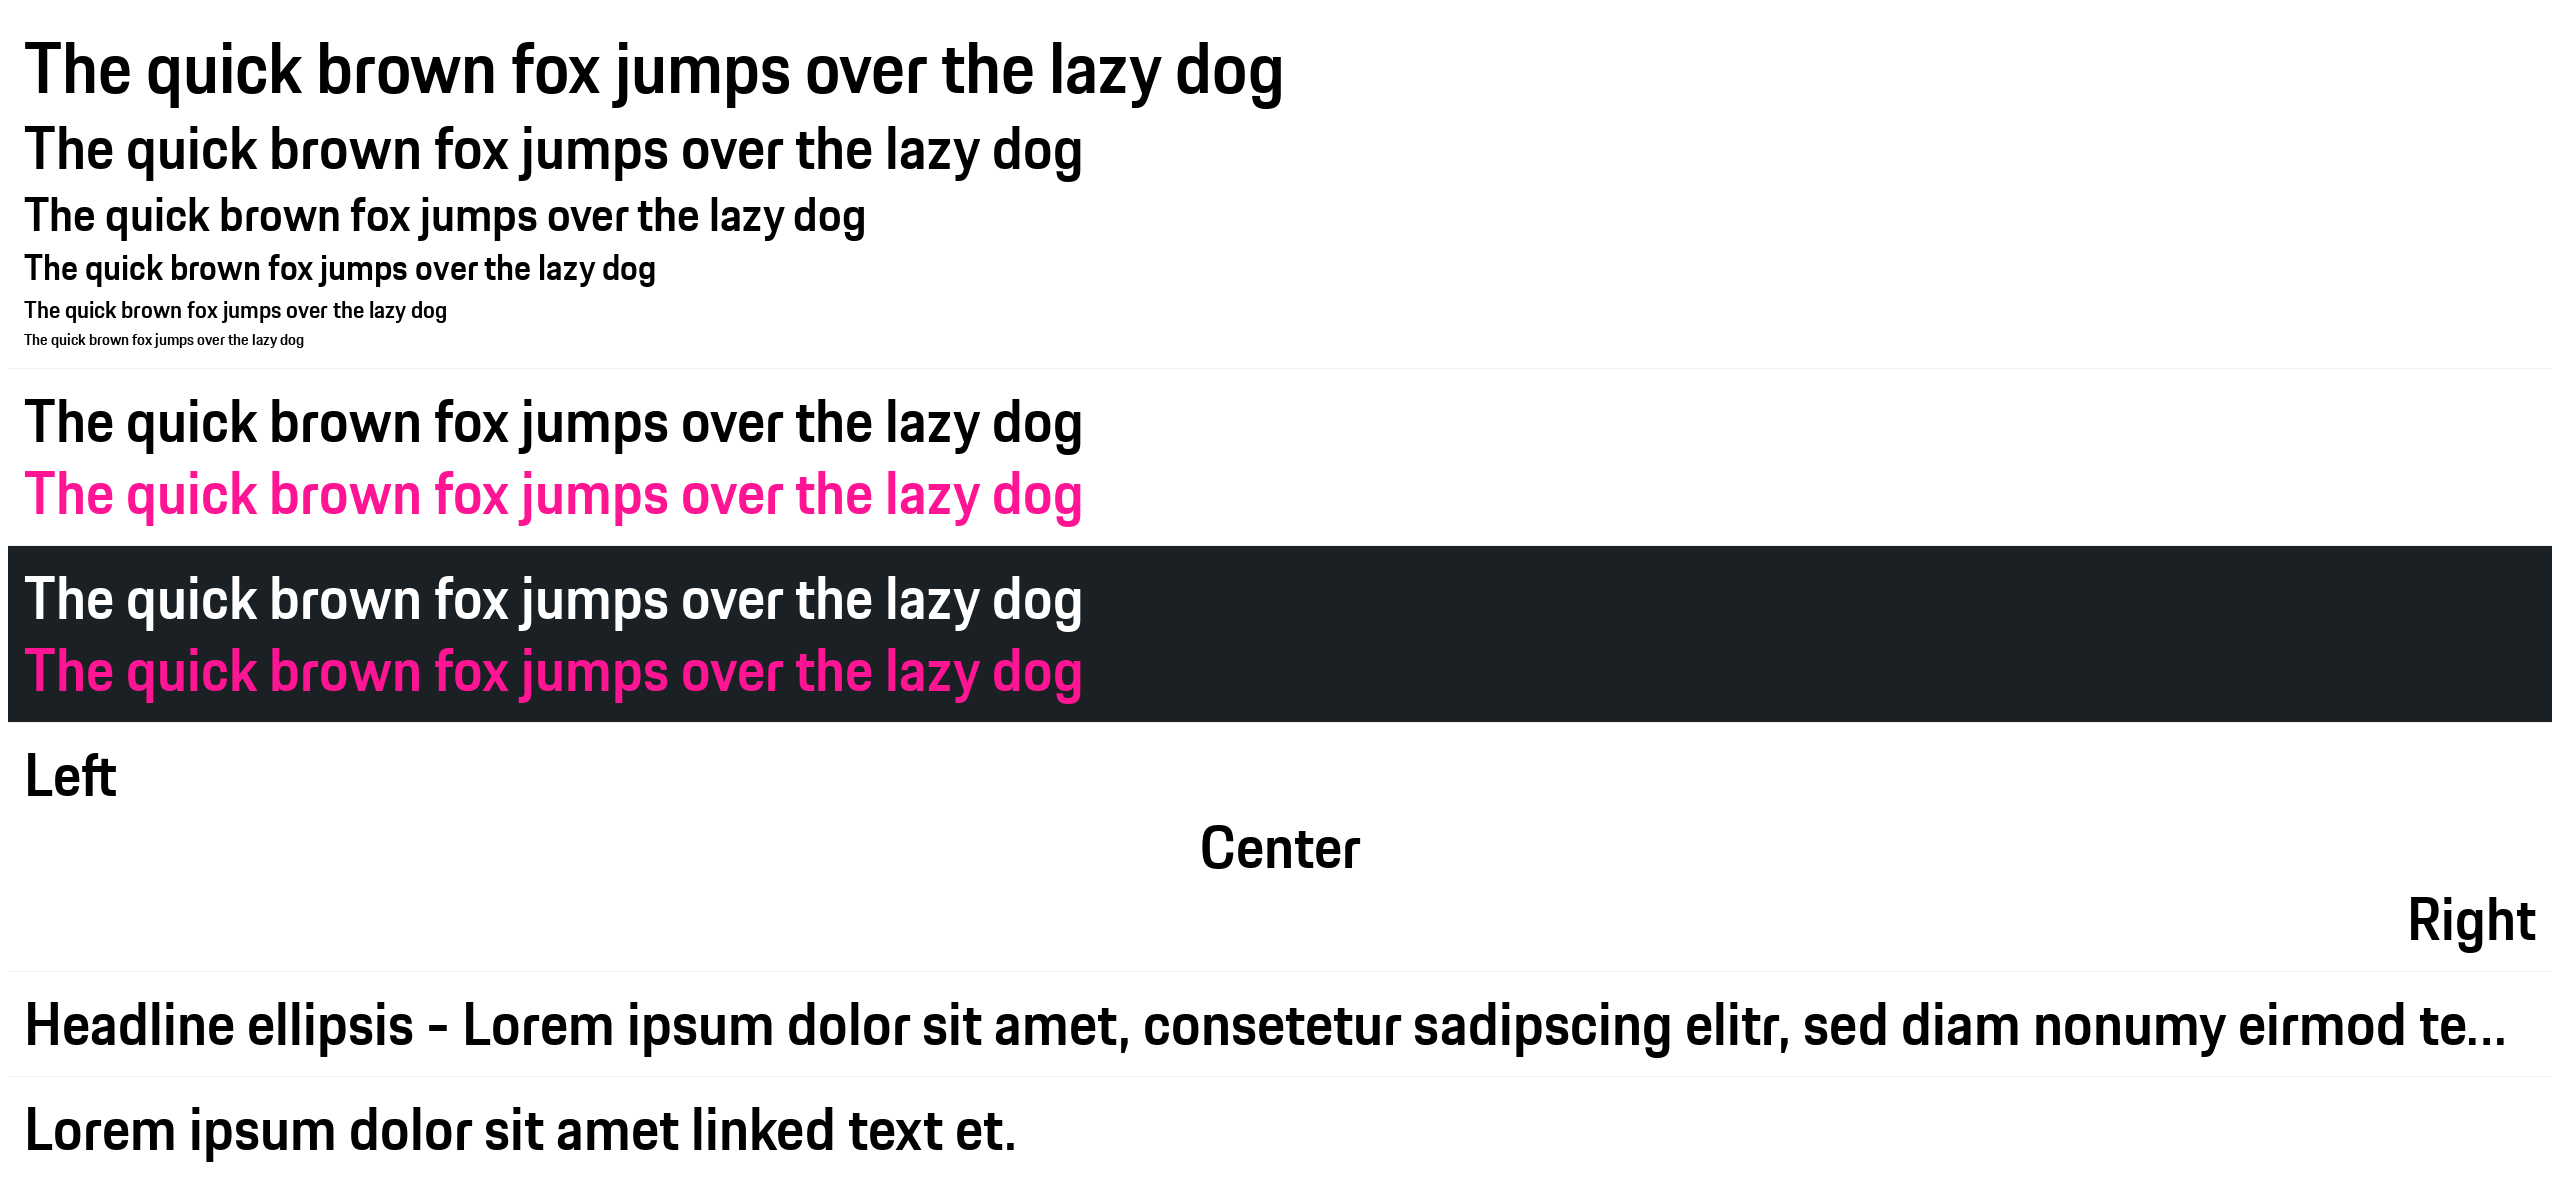 The quick brown fox jumps over the lazy dog
The quick brown fox jumps over the lazy dog
The quick brown fox jumps over the lazy dog
The quick brown fox jumps over the lazy dog
The quick brown fox jumps over the lazy dog
The quick brown fox jumps over the lazy dog
The quick brown fox jumps over the lazy dog
The quick brown fox jumps over the lazy dog
The quick brown fox jumps over the lazy dog
The quick brown fox jumps over the lazy dog
Left
Center
Right
Headline ellipsis - Lorem ipsum dolor sit amet, consetetur sadipscing elitr, sed diam nonumy eirmod te...
Lorem ipsum dolor sit amet linked text et.